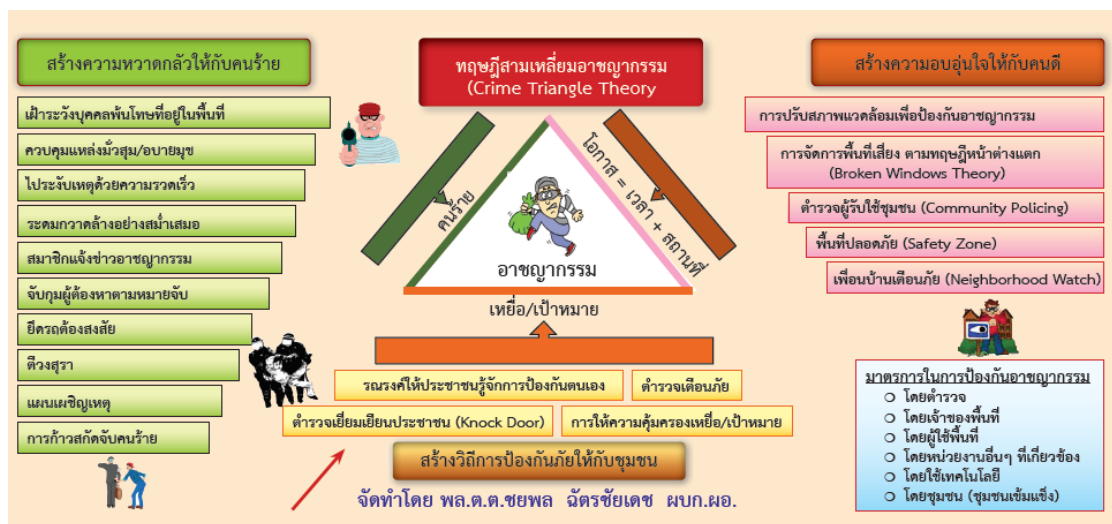 สร้างความหวาดกลัวให้กับคนร้าย
เฝ้าระวังบุคคลพ้นโทษที่อยู่ในพื้นที่
ควบคุมแหล่งมั่วสุม/อบายมุข
ไประงับเหตุด้วยความรวดเร็ว
ระดมกวาดล้างอย่างสม่ำเสมอ
สมาชิกแจ้งข่าวอาชญากรรม
จับกุมผู้ต้องหาตามหมายจับ
ยึดรถต้องสงสัย
ตีวงสุรา
แผนเผชิญเหตุ
การก้าวสกัดจับคนร้าย
ทฤษฎีสามเหลี่ยมอาชญากรรม
(Crime Triangle Theory
คนร้าย
โอกาส = เวลา + สถานที่
อาชญากรรม
เหยื่อ/เป้าหมาย
รณรงค์ให้ประชาชนรู้จักการป้องกันตนเอง
ตำรวจเตือนภัย
ตำรวจเยี่ยมเยียนประชาชน (Knock Door)
การให้ความคุ้มครองเหยื่อ/เป้าหมาย
สร้างวิถีการป้องกันภัยให้กับชุมชน
จัดทำโดย พล.ต.ต.ชยพล ฉัตรชัยเดช ผบก.ผอ.
สร้างความอบอุ่นใจให้กับคนดี
การปรับสภาพแวดล้อมเพื่อป้องกันอาชญากรรม
การจัดการพื้นที่เสี่ยง ตามทฤษฎีหน้าต่างแตก
(Broken Windows Theory)
ตำรวจผู้รับใช้ชุมชน (Community Policing)
พื้นที่ปลอดภัย (Safety Zone)
เพื่อนบ้านเตือนภัย (Neighborhood Watch)
มาตรการในการป้องกันอาชญากรรม
โดยตำรวจ
โดยเจ้าของพื้นที่
โดยผู้ใช้พื้นที่
โดยหน่วยงานอื่นๆ ที่เกี่ยวข้อง
โดยใช้เทคโนโลยี
โดยชุมชน (ชุมชนเข้มแข็ง)